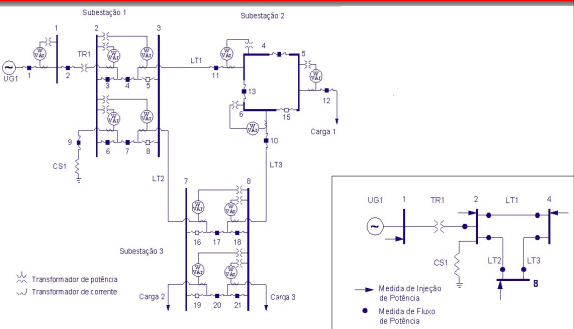 Subestação 1
Subestação 2
1
2
3
TR1
UG1
1
2
3
4
5
LT1
11
4
5
13
6
15
12
Carga 1
10
9
6
7
8
CS1
LT2
LT3
7
8
16
17
18
Subestação 3
19
20
21
Carga 2
Carga 3
Transformador de potência
Transformador de corrente
UG1
1
TR1
2
LT1
4
CS1
LT2
LT3
8
Medida de Injeção
de Potência
Medida de Fluxo
de Potência